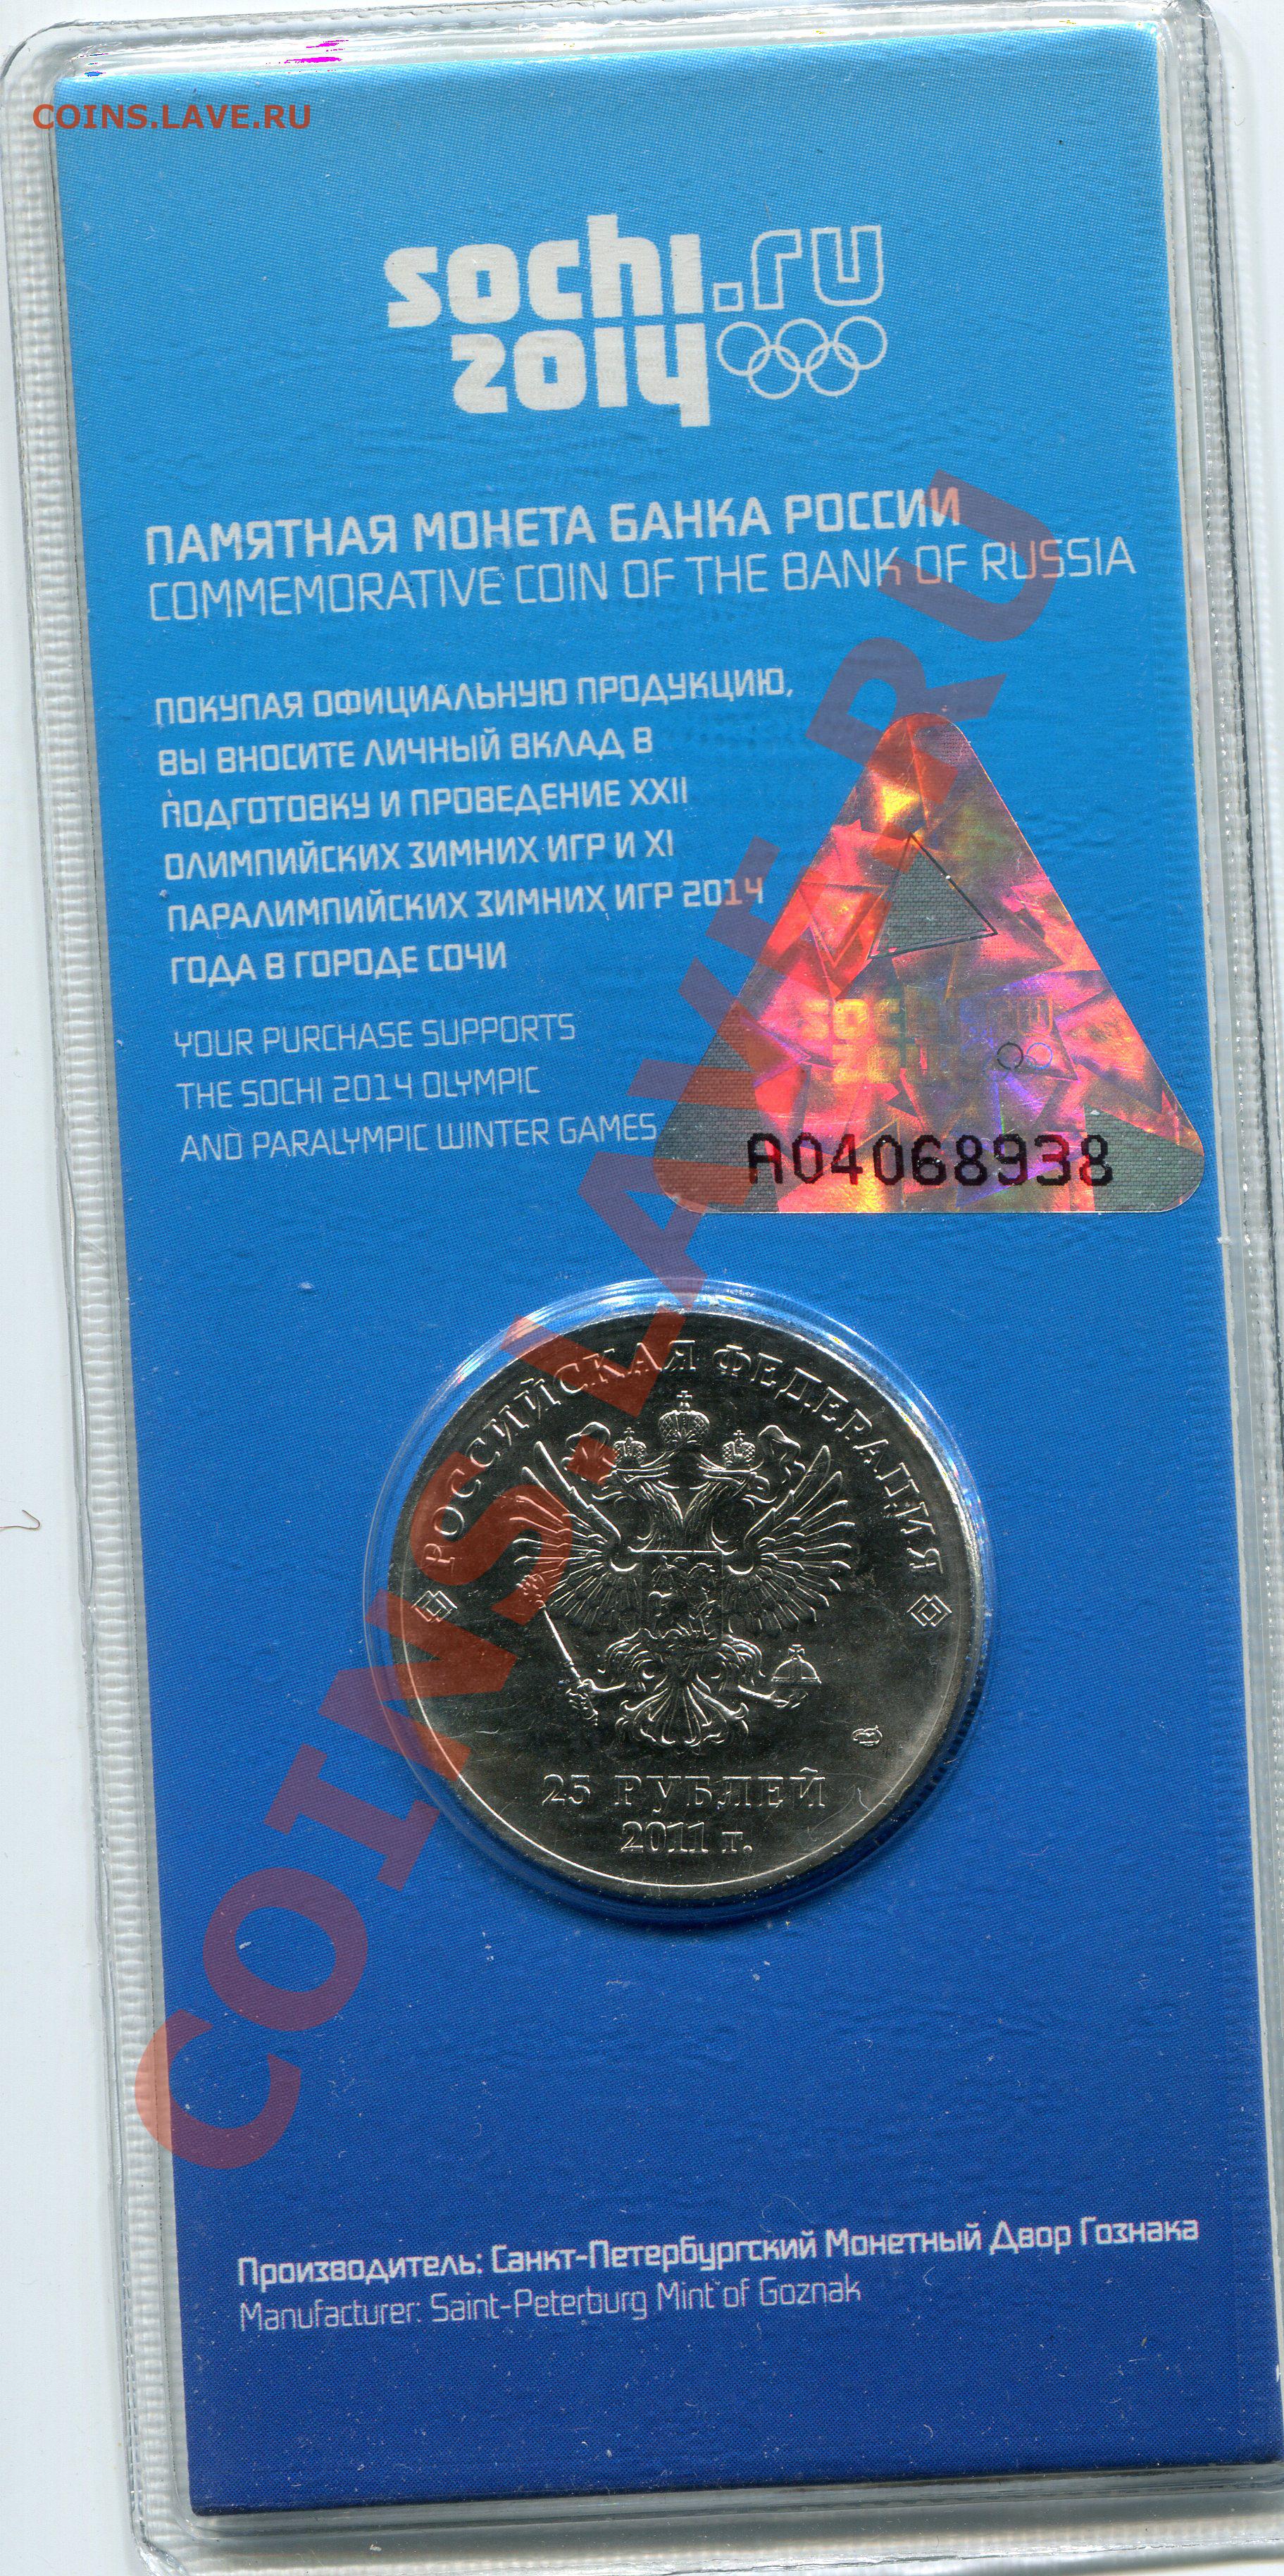 COINS.LAVE.RU
sochi.ru
2014
ПАМЯТНАЯ МОНЕТА БАНКА РОССИИ
COMMEMORATIVE COIN OF THE BANK OF RUSSIA
ПОКУПАЯ ОФИЦИАЛЬНУЮ ПРОДУКЦИЮ,
ВЫ ВНОСИТЕ ЛИЧНЫЙ ВКЛАД В
ПОДГОТОВКУ И ПРОВЕДЕНИЕ XXII
ОЛИМПИЙСКИХ ЗИМНИХ ИГР И XI
ПАРАЛИМПИЙСКИХ ЗИМНИХ ИГР 2014
ГОДА В ГОРОДЕ СОЧИ
YOUR PURCHASE SUPPORTS
THE SOCHI 2014 OLYMPIC
AND PARALYMPIC WINTER GAMES
A04068938
РОССИЙСКАЯ ФЕДЕРАЦИЯ
25 РУБЛЕЙ
2011 г.
COINS.LAVE.RU
Производитель: Санкт-Петербургский Монетный Двор Гознака
Manufacturer: Saint-Peterburg Mint of Goznak